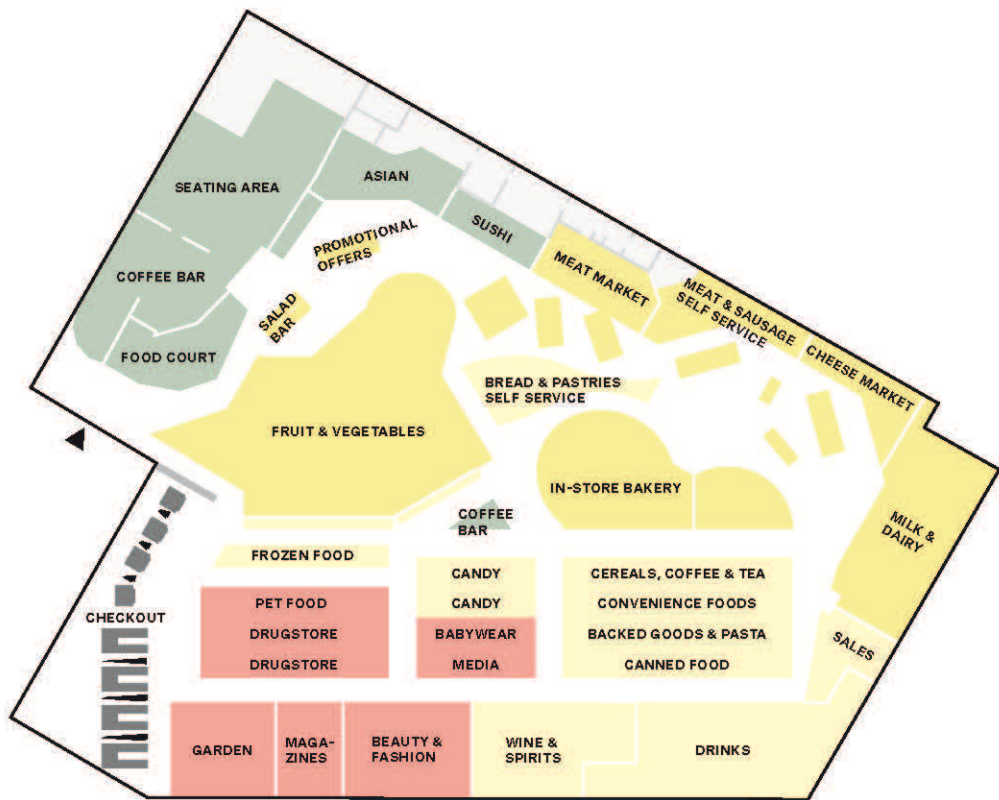 ASIAN
SEATING AREA
SUSHI
PROMOTIONAL
OFFERS
COFFEE BAR
MEAT MARKET
MEAT & SAUSAGE
SELF SERVICE
SALAD
BAR
FOOD COURT
CHEESE MARKET
BREAD & PASTRIES
SELF SERVICE
FRUIT & VEGETABLES
IN-STORE BAKERY
COFFEE
BAR
MILK &
DAIRY
FROZEN FOOD
CANDY
CEREALS, COFFEE & TEA
PET FOOD
CANDY
CONVENIENCE FOODS
CHECKOUT
DRUGSTORE
BABYWEAR
BACKED GOODS & PASTA
SALES
DRUGSTORE
MEDIA
CANNED FOOD
GARDEN
MAGA-
ZINES
BEAUTY &
FASHION
WINE &
SPIRITS
DRINKS